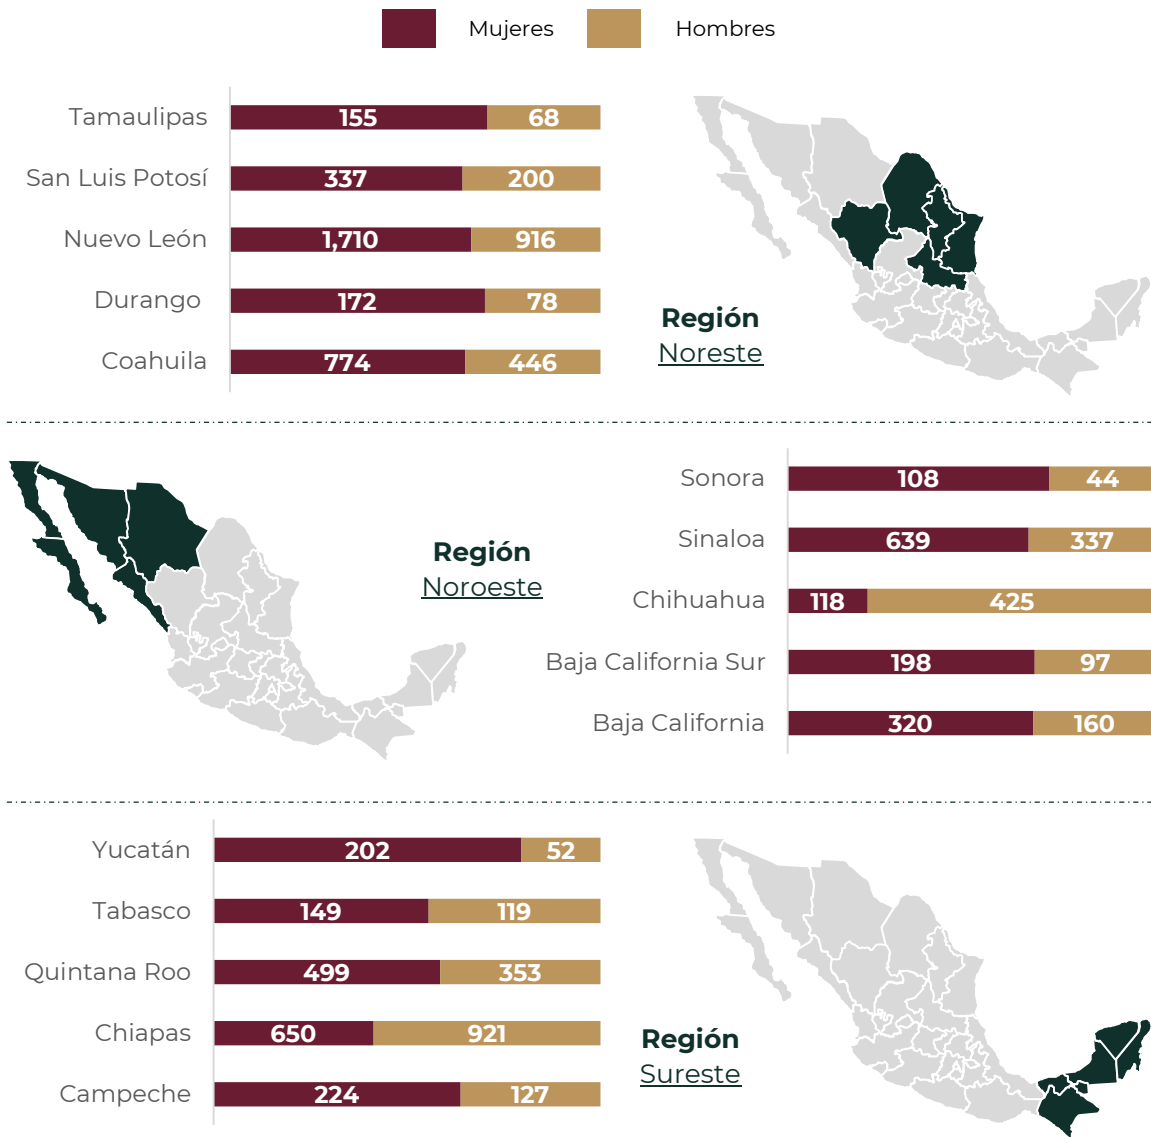 Mujeres Hombres
Tamaulipas 155 68
San Luis Potosí 337 200
Nuevo León 1,710 916
Durango 172 78
Coahuila 774 446
Región
Noreste
Región
Noroeste
Sonora 108 44
Sinaloa 639 337
Chihuahua 118 425
Baja California Sur 198 97
Baja California 320 160
Yucatán 202 52
Tabasco 149 119
Quintana Roo 499 353
Chiapas 650 921
Campeche 224 127
Región
Sureste